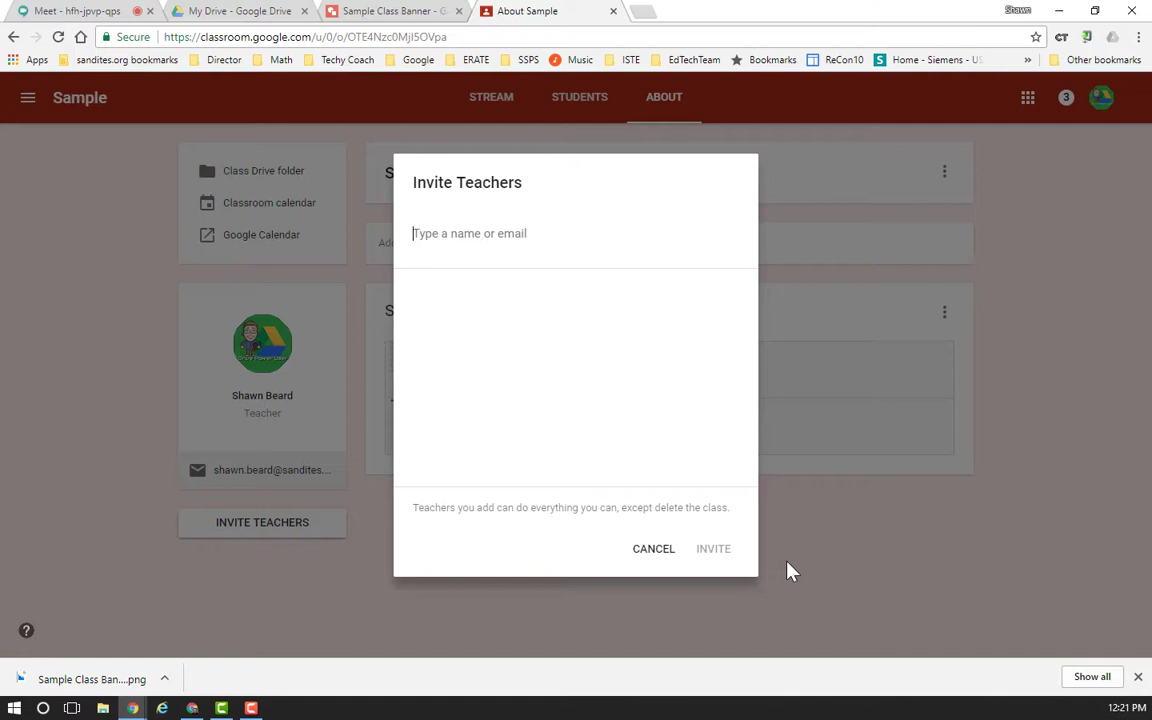 Meet - hfh-jpvp-qps
My Drive - Google Drive
Sample Class Banner - G
About Sample
Shawn
Secure
https://classroom.google.com/u/0/o/OTE4Nzc0MjI5OVpa
Apps
sandites.org bookmarks
Director
Math
Techy Coach
Google
ERATE
SSPS
Music
ISTE
EdTechTeam
Bookmarks
ReCon10
Home - Siemens - US
Other bookmarks
Sample
STREAM
STUDENTS
ABOUT
3
Class Drive folder
Classroom calendar
Google Calendar
S
Add
S
Shawn Beard
Teacher
shawn.beard@sandites....
INVITE TEACHERS
Invite Teachers
Type a name or email
Teachers you add can do everything you can, except delete the class.
CANCEL
INVITE
Sample Class Ban....png
Show all
12:21 PM